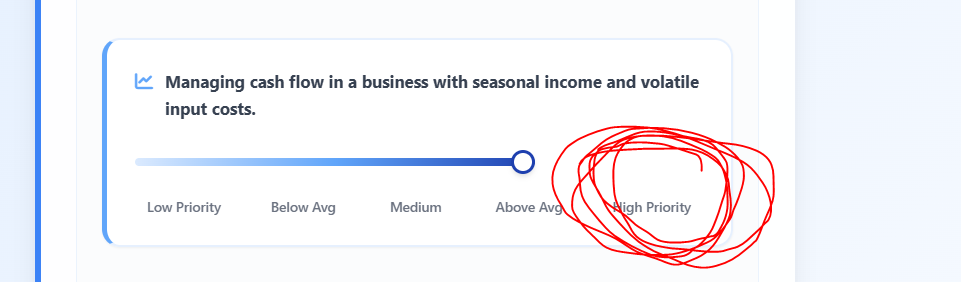 Managing cash flow in a business with seasonal income and volatile
input costs.
Low Priority Below Avg Medium Above Avg High Priority